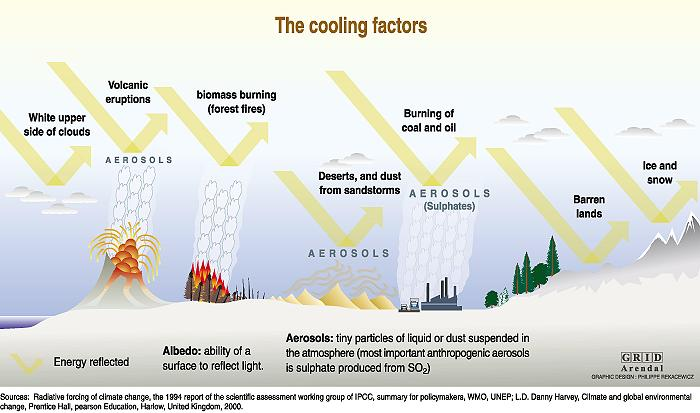 The cooling factors
White upper
side of clouds
Volcanic
eruptions
AEROSOLS
biomass burning
(forest fires)
Deserts, and dust
from sandstorms
AEROSOLS
Burning of
coal and oil
AEROSOLS
(Sulphates)
Barren
lands
Ice and
snow
Energy reflected
Albedo: ability of a
surface to reflect light.
Aerosols: tiny particles of liquid or dust suspended in
the atmosphere (most important anthropogenic aerosols
is sulphate produced from SO₂)
GRID
Arendal
GRAPHIC DESIGN : PHILIPPE REKACEWICZ
Sources: Radiative forcing of climate change, the 1994 report of the scientific assessment working group of IPCC, summary for policymakers, WMO, UNEP; L.D. Danny Harvey, Climate and global environmental
change, Prentice Hall, pearson Education, Harlow, United Kingdom, 2000.